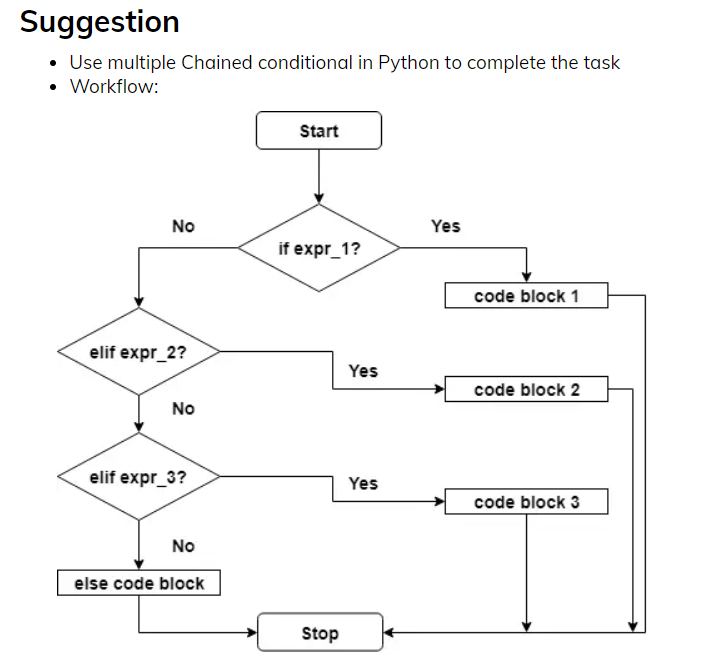 Suggestion
Use multiple Chained conditional in Python to complete the task
Workflow:
Start
No
Yes
if expr_1?
code block 1
elif expr_2?
Yes
code block 2
No
elif expr_3?
Yes
code block 3
No
else code block
Stop